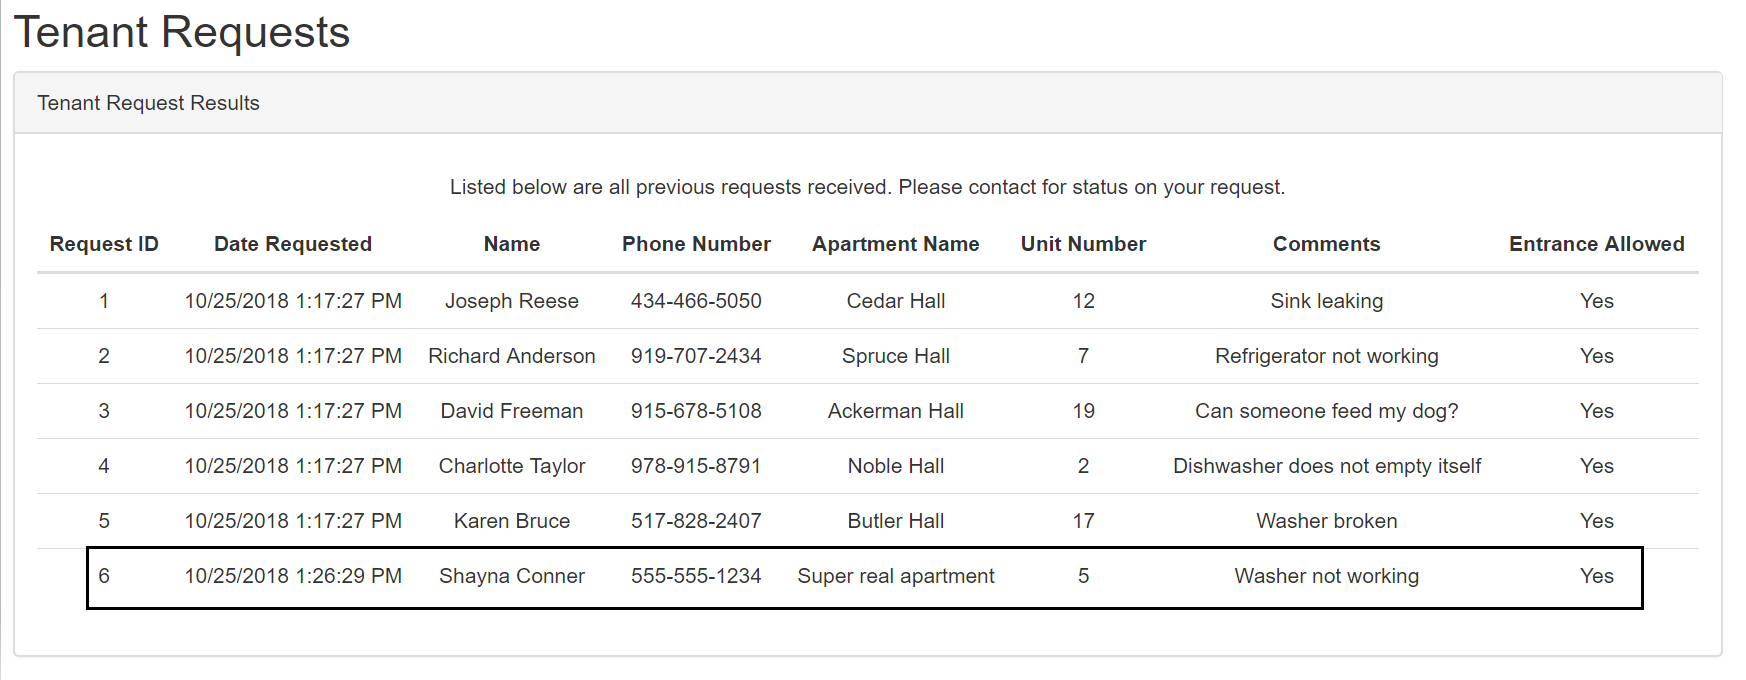 Tenant Requests
Tenant Request Results
Listed below are all previous requests received. Please contact for status on your request.
Request ID Date Requested Name Phone Number Apartment Name Unit Number Comments Entrance Allowed
1 10/25/2018 1:17:27 PM Joseph Reese 434-466-5050 Cedar Hall 12 Sink leaking Yes
2 10/25/2018 1:17:27 PM Richard Anderson 919-707-2434 Spruce Hall 7 Refrigerator not working Yes
3 10/25/2018 1:17:27 PM David Freeman 915-678-5108 Ackerman Hall 19 Can someone feed my dog? Yes
4 10/25/2018 1:17:27 PM Charlotte Taylor 978-915-8791 Noble Hall 2 Dishwasher does not empty itself Yes
5 10/25/2018 1:17:27 PM Karen Bruce 517-828-2407 Butler Hall 17 Washer broken Yes
6 10/25/2018 1:26:29 PM Shayna Conner 555-555-1234 Super real apartment 5 Washer not working Yes